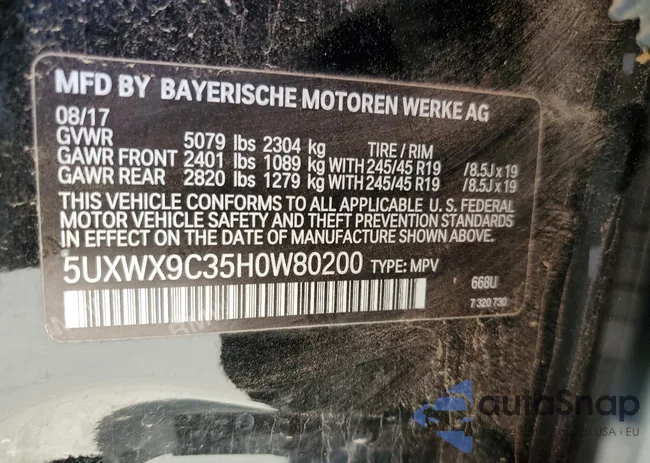 MFD BY BAYERISCHE MOTOREN WERKE AG
08/17
GVWR 5079 lbs 2304 kg TIRE / RIM
GAWR FRONT 2401 lbs 1089 kg WITH 245/45 R19 /8.5J x 19
GAWR REAR 2820 lbs 1279 kg WITH 245/45 R19 /8.5J x 19
THIS VEHICLE CONFORMS TO ALL APPLICABLE U. S. FEDERAL
MOTOR VEHICLE SAFETY AND THEFT PREVENTION STANDARDS
IN EFFECT ON THE DATE OF MANUFACTURE SHOWN ABOVE.
5UXWX9C35H0W80200 TYPE: MPV
668U
7 320 730
autoSnap
USA | EU